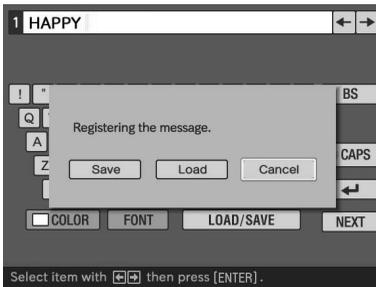 1 HAPPY ← →
! " BS
Q
A
Registering the message.
CAPS
Z
Save Load Cancel
↵
COLOR FONT LOAD/SAVE NEXT
Select item with ←→ then press [ENTER].